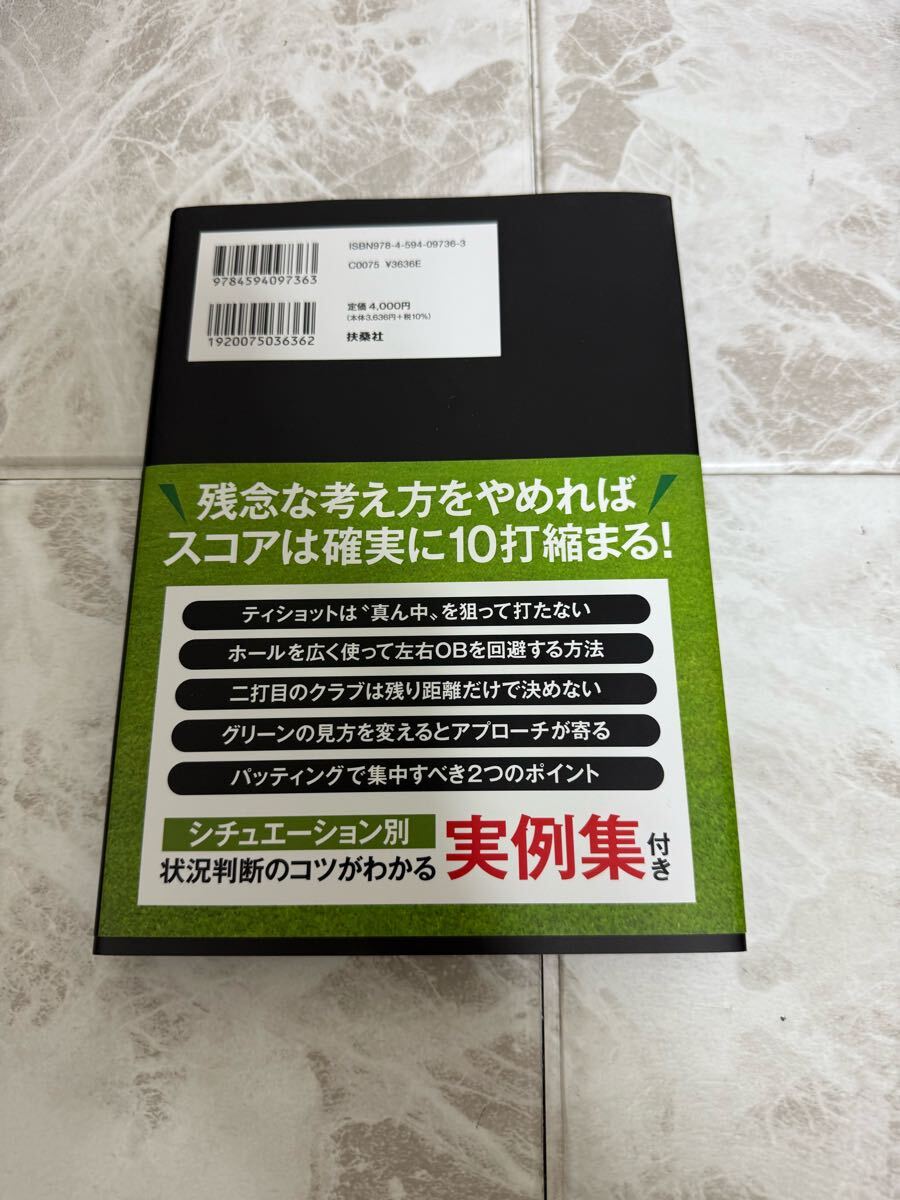 ISBN978-4-594-09736-3
9784594097363
C0075 ¥3636E
定価 4,000円
(本体3,636円+税10%)
1920075036362
扶桑社
残念な考え方をやめれば
スコアは確実に10打縮まる!
ティショットは〝真ん中〟を狙って打たない
ホールを広く使って左右OBを回避する方法
二打目のクラブは残り距離だけで決めない
グリーンの見方を変えるとアプローチが寄る
パッティングで集中すべき2つのポイント
シチュエーション別
状況判断のコツがわかる 実例集付き